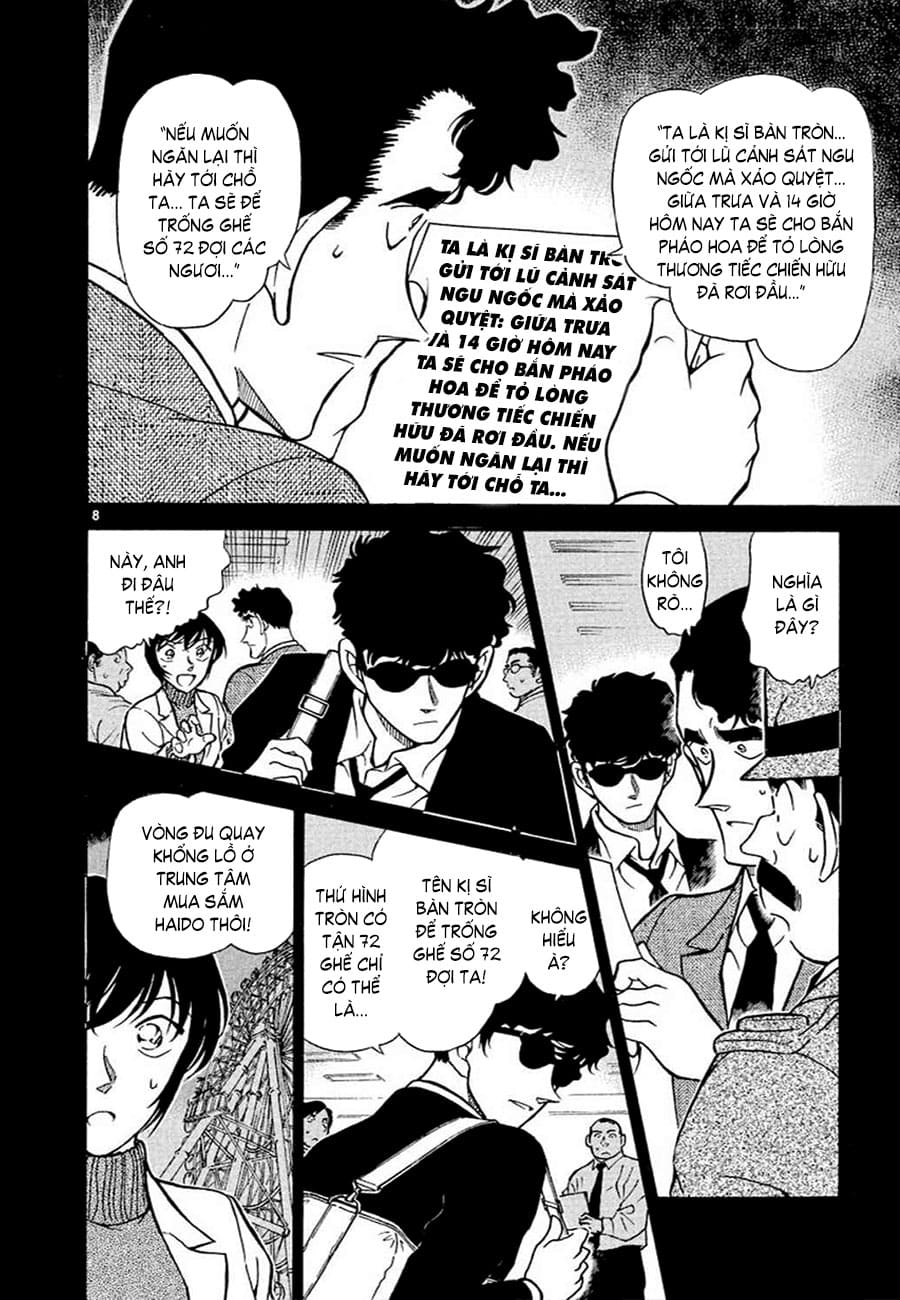 "TA LÀ KỊ SĨ BÀN TRÒN...
GỬI TỚI LŨ CẢNH SÁT NGU
NGỐC MÀ XẢO QUYỆT...
GIỮA TRƯA VÀ 14 GIỜ
HÔM NAY TA SẼ CHO BẮN
PHÁO HOA ĐỂ TỎ LÒNG
THƯƠNG TIẾC CHIẾN HỮU
ĐÃ RƠI ĐẦU..."
"NẾU MUỐN
NGĂN LẠI THÌ
HÃY TỚI CHỖ
TA... TA SẼ ĐỂ
TRỐNG GHẾ
SỐ 72 ĐỢI CÁC
NGƯƠI..."
TA LÀ KỊ SĨ BÀN TRÒ
GỬI TỚI LŨ CẢNH SÁT
NGU NGỐC MÀ XẢO
QUYỆT: GIỮA TRƯA
VÀ 14 GIỜ HÔM NAY
TA SẼ CHO BẮN PHÁO
HOA ĐỂ TỎ LÒNG
THƯƠNG TIẾC CHIẾN
HỮU ĐÃ RƠI ĐẦU. NẾU
MUỐN NGĂN LẠI THÌ
HÃY TỚI CHỖ TA...
8
NGHĨA
LÀ GÌ
ĐÂY?
TÔI
KHÔNG
RÕ...
NÀY, ANH
ĐI ĐÂU
THẾ?!
KHÔNG
HIỂU
À?
TÊN KỊ SĨ
BÀN TRÒN
ĐỂ TRỐNG
GHẾ SỐ 72
ĐỢI TA!
THỨ HÌNH
TRÒN CÓ
TẬN 72
GHẾ CHỈ
CÓ THỂ
LÀ...
VÒNG ĐU QUAY
KHỔNG LỒ Ở
TRUNG TÂM
MUA SẮM
HAIDO THÔI!